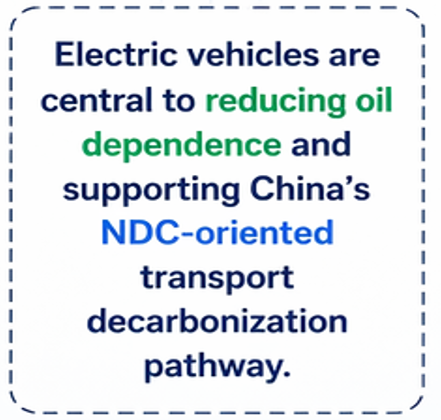 Electric vehicles are
central to reducing oil
dependence and
supporting China’s
NDC-oriented
transport
decarbonization
pathway.